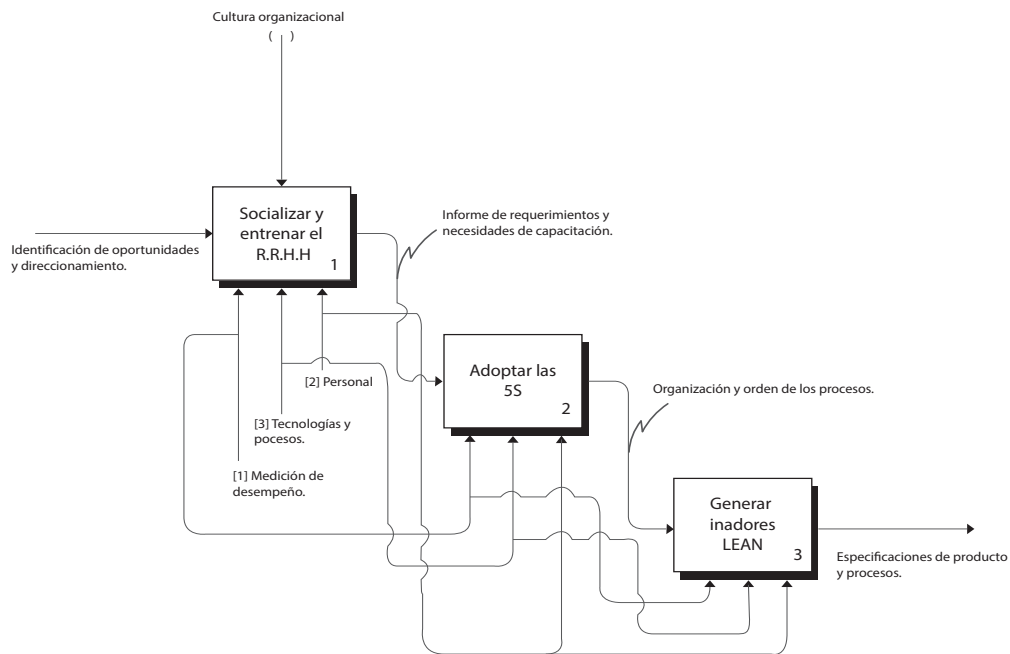 Cultura organizacional
( )
Socializar y
entrenar el
R.R.H.H
1
Identificación de oportunidades
y direccionamiento.
Informe de requerimientos y
necesidades de capacitación.
[2] Personal
[3] Tecnologías y
pocesos.
[1] Medición de
desempeño.
Adoptar las
5S
2
Organización y orden de los procesos.
Generar
inadores
LEAN
3
Especificaciones de producto
y procesos.